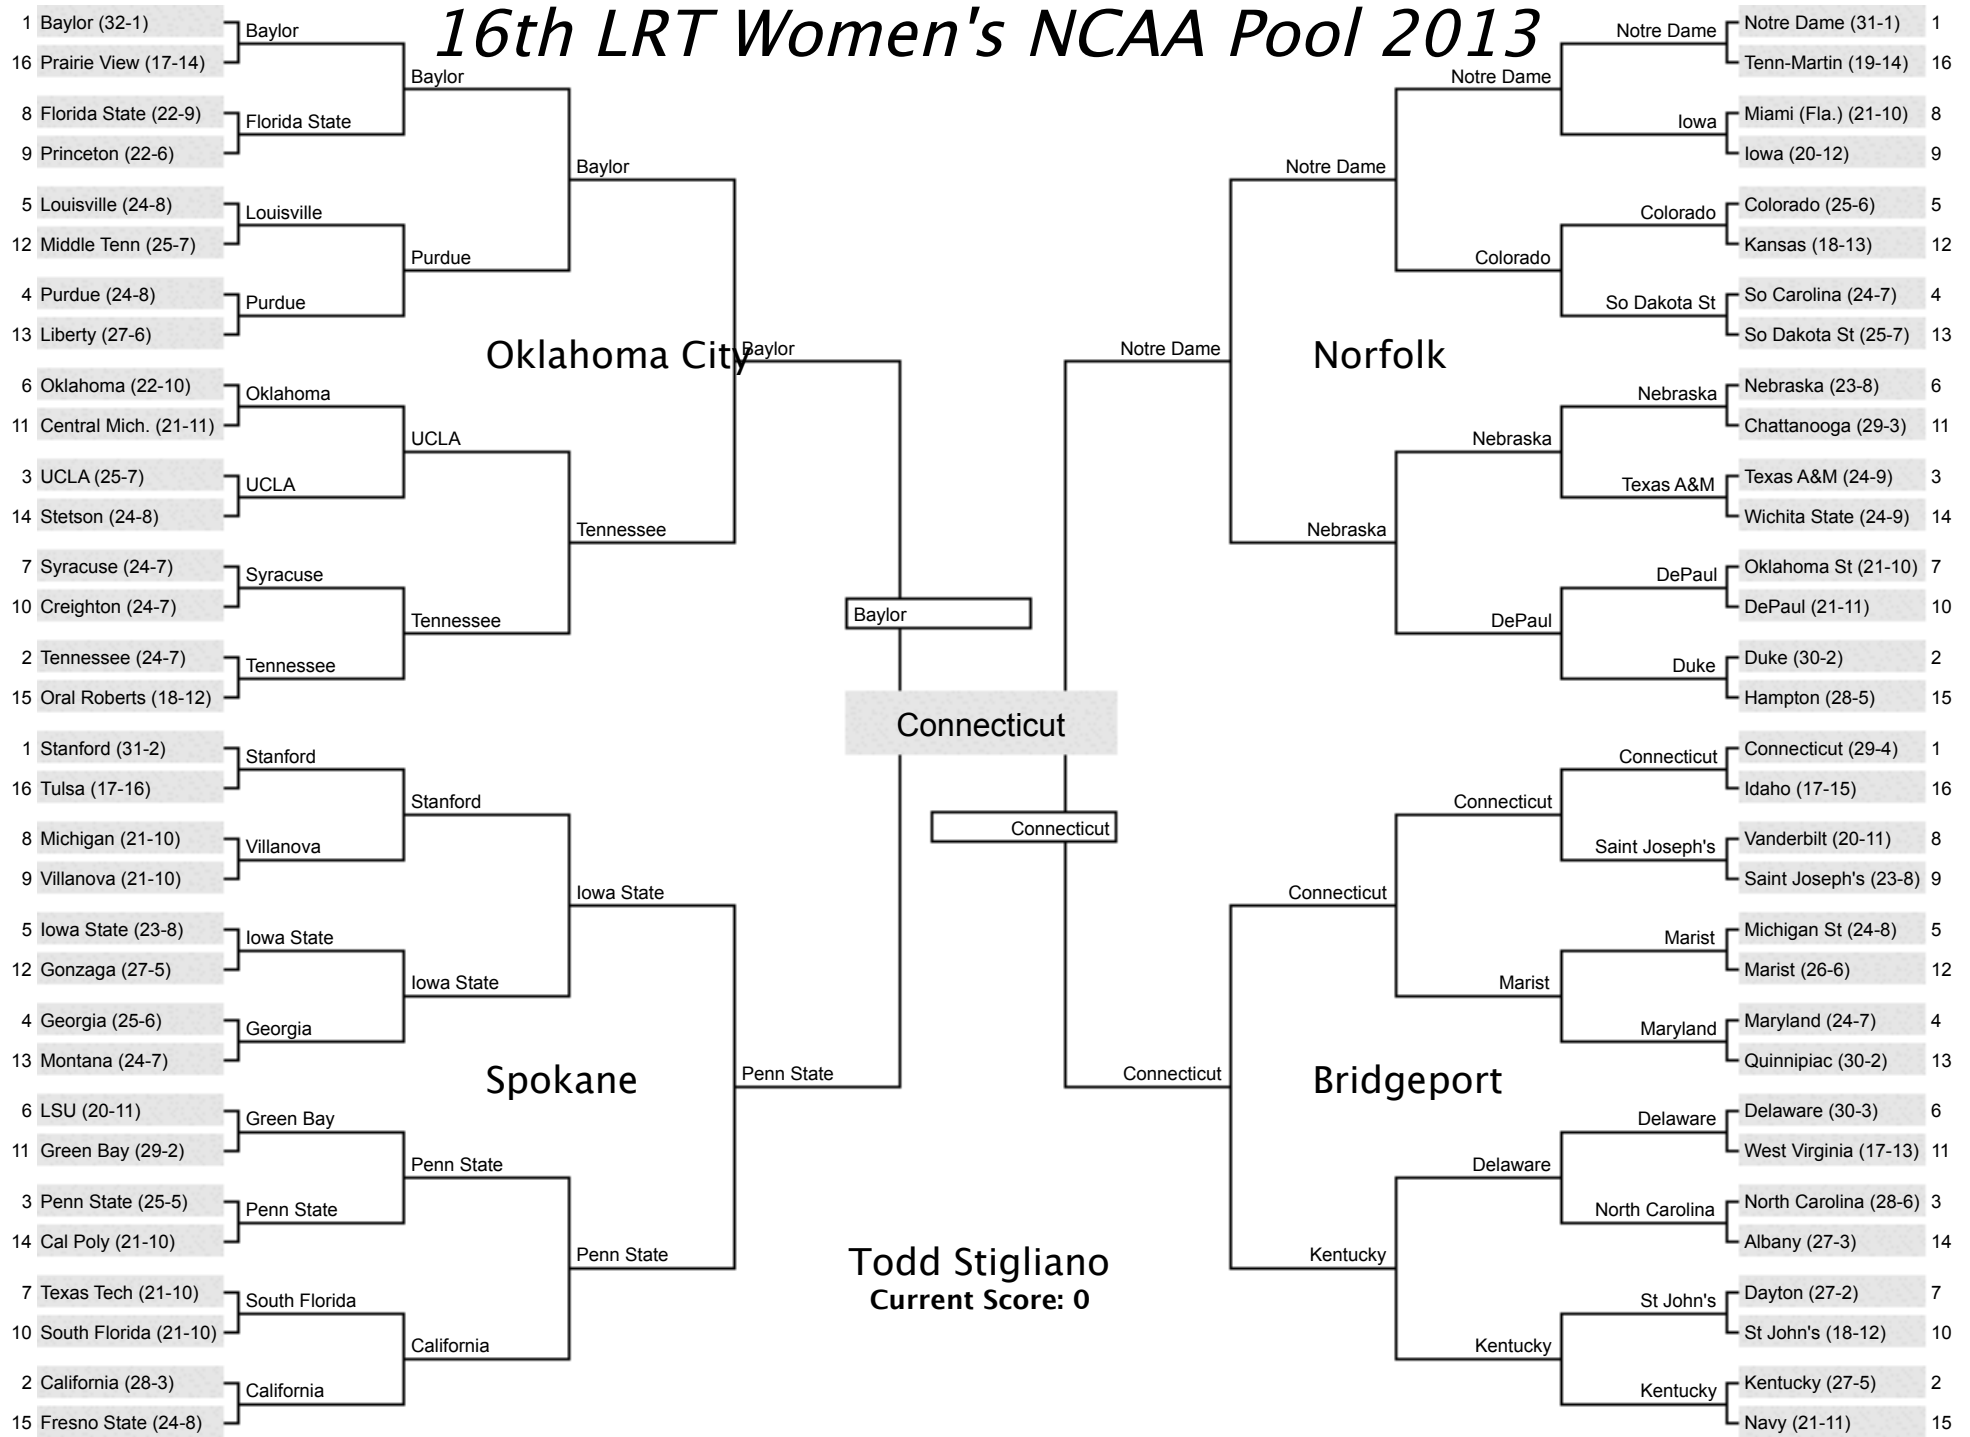 16th LRT Women's NCAA Pool 2013
1 Baylor (32-1)
16 Prairie View (17-14)
8 Florida State (22-9)
9 Princeton (22-6)
5 Louisville (24-8)
12 Middle Tenn (25-7)
4 Purdue (24-8)
13 Liberty (27-6)
6 Oklahoma (22-10)
11 Central Mich. (21-11)
3 UCLA (25-7)
14 Stetson (24-8)
7 Syracuse (24-7)
10 Creighton (24-7)
2 Tennessee (24-7)
15 Oral Roberts (18-12)
Baylor
Florida State
Louisville
Purdue
Oklahoma
UCLA
Syracuse
Tennessee
Baylor
Purdue
UCLA
Tennessee
Baylor
Tennessee
Oklahoma City
Baylor
1 Stanford (31-2)
16 Tulsa (17-16)
8 Michigan (21-10)
9 Villanova (21-10)
5 Iowa State (23-8)
12 Gonzaga (27-5)
4 Georgia (25-6)
13 Montana (24-7)
6 LSU (20-11)
11 Green Bay (29-2)
3 Penn State (25-5)
14 Cal Poly (21-10)
7 Texas Tech (21-10)
10 South Florida (21-10)
2 California (28-3)
15 Fresno State (24-8)
Stanford
Villanova
Iowa State
Georgia
Green Bay
Penn State
South Florida
California
Stanford
Iowa State
Penn State
California
Iowa State
Penn State
Spokane
Penn State
Baylor
Connecticut
Connecticut
Notre Dame (31-1) 1
Tenn-Martin (19-14) 16
Miami (Fla.) (21-10) 8
Iowa (20-12) 9
Colorado (25-6) 5
Kansas (18-13) 12
So Carolina (24-7) 4
So Dakota St (25-7) 13
Nebraska (23-8) 6
Chattanooga (29-3) 11
Texas A&M (24-9) 3
Wichita State (24-9) 14
Oklahoma St (21-10) 7
DePaul (21-11) 10
Duke (30-2) 2
Hampton (28-5) 15
Notre Dame
Iowa
Colorado
So Dakota St
Nebraska
Texas A&M
DePaul
Duke
Notre Dame
Colorado
Nebraska
DePaul
Notre Dame
Nebraska
Norfolk
Notre Dame
Connecticut (29-4) 1
Idaho (17-15) 16
Vanderbilt (20-11) 8
Saint Joseph's (23-8) 9
Michigan St (24-8) 5
Marist (26-6) 12
Maryland (24-7) 4
Quinnipiac (30-2) 13
Delaware (30-3) 6
West Virginia (17-13) 11
North Carolina (28-6) 3
Albany (27-3) 14
Dayton (27-2) 7
St John's (18-12) 10
Kentucky (27-5) 2
Navy (21-11) 15
Connecticut
Saint Joseph's
Marist
Maryland
Delaware
North Carolina
St John's
Kentucky
Connecticut
Marist
Delaware
Kentucky
Connecticut
Kentucky
Bridgeport
Connecticut
Todd Stigliano
Current Score: 0